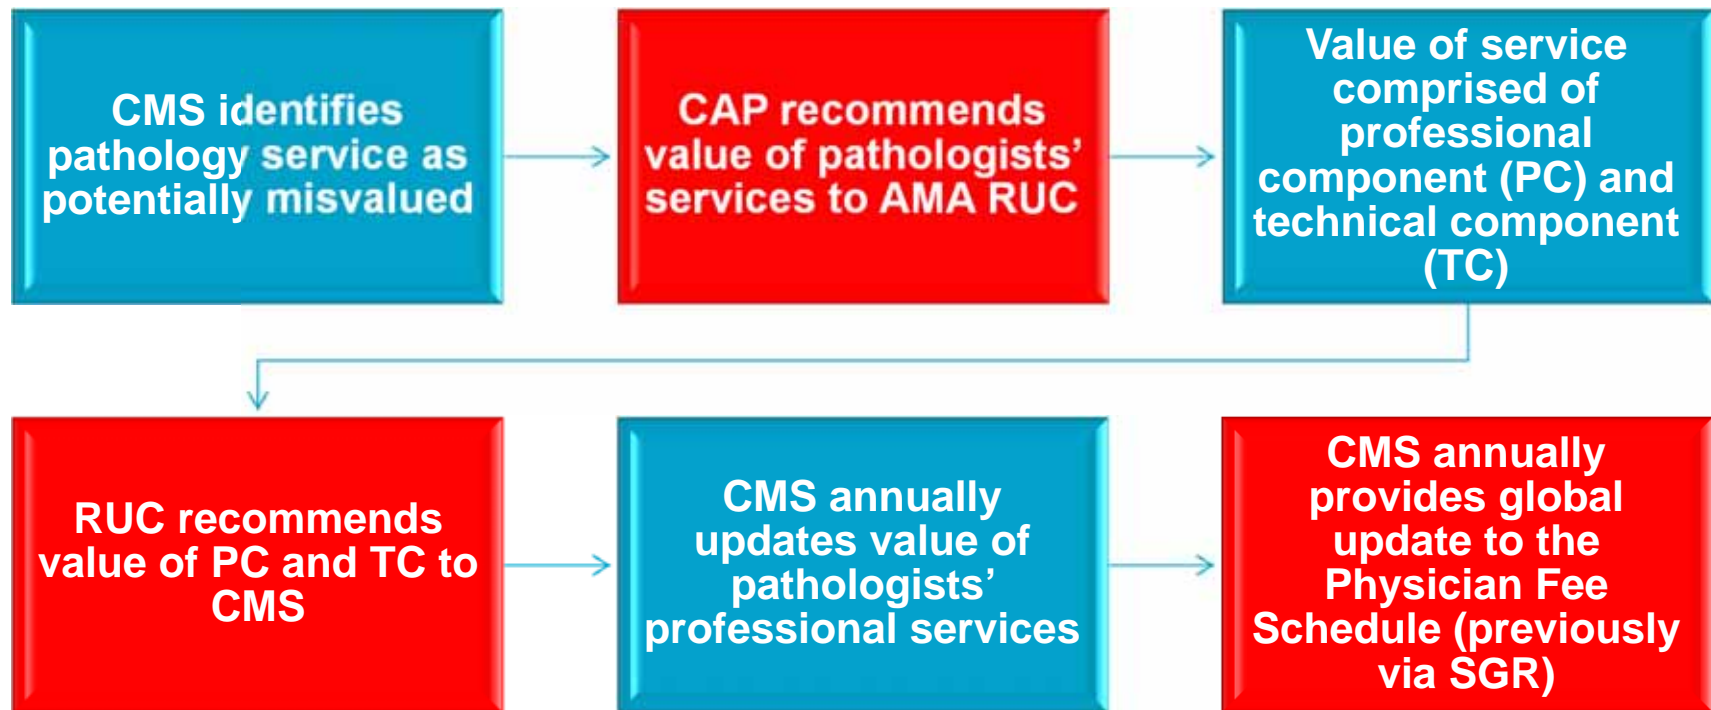 CMS identifies
pathology service as
potentially misvalued
CAP recommends
value of pathologists’
services to AMA RUC
Value of service
comprised of
professional
component (PC) and
technical component
(TC)
RUC recommends
value of PC and TC to
CMS
CMS annually
updates value of
pathologists’
professional services
CMS annually
provides global
update to the
Physician Fee
Schedule (previously
via SGR)